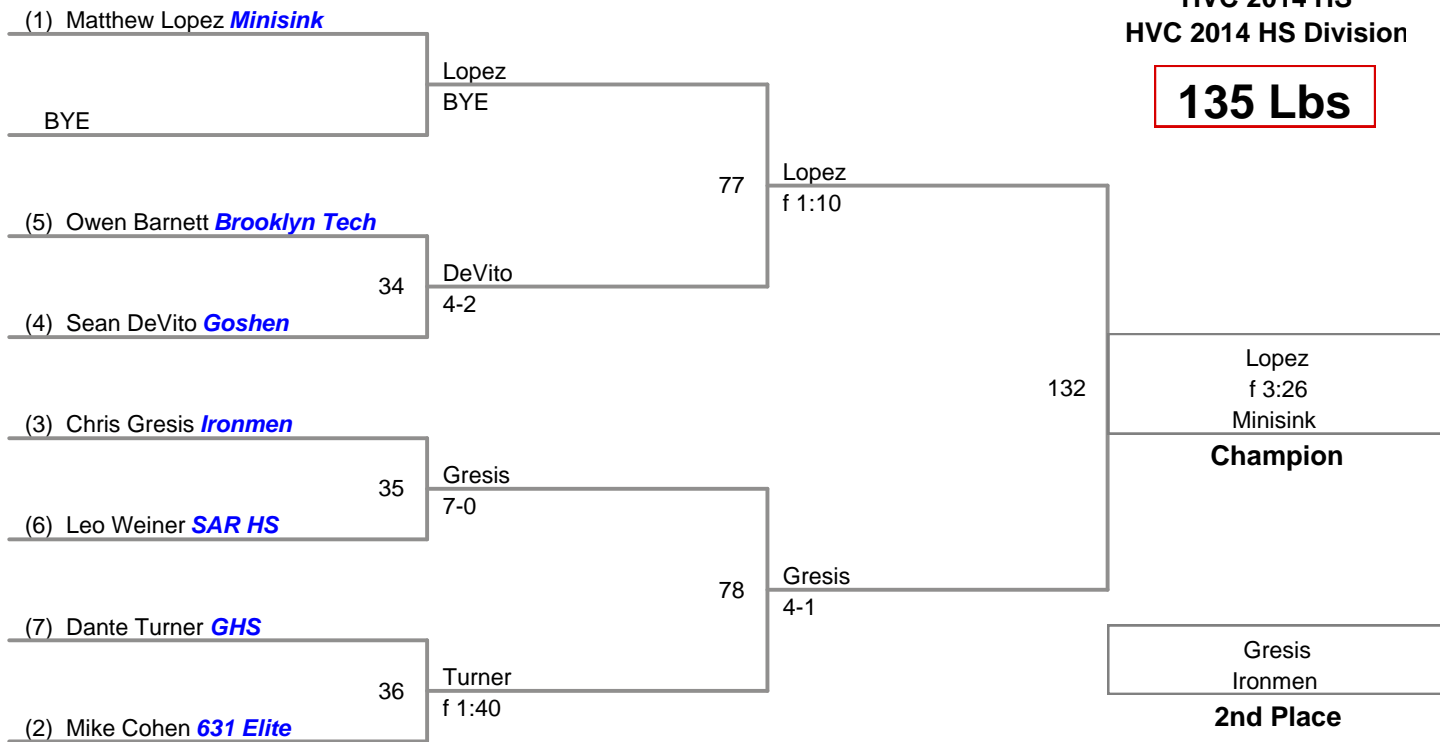 HVC 2014 HS
HVC 2014 HS Division
135 Lbs
(1) Matthew Lopez Minisink
BYE
Lopez
BYE
(5) Owen Barnett Brooklyn Tech
34
(4) Sean DeVito Goshen
DeVito
4-2
77
Lopez
f 1:10
(3) Chris Gresis Ironmen
35
(6) Leo Weiner SAR HS
Gresis
7-0
(7) Dante Turner GHS
36
(2) Mike Cohen 631 Elite
Turner
f 1:40
78
Gresis
4-1
132
Lopez
f 3:26
Minisink
Champion
Gresis
Ironmen
2nd Place